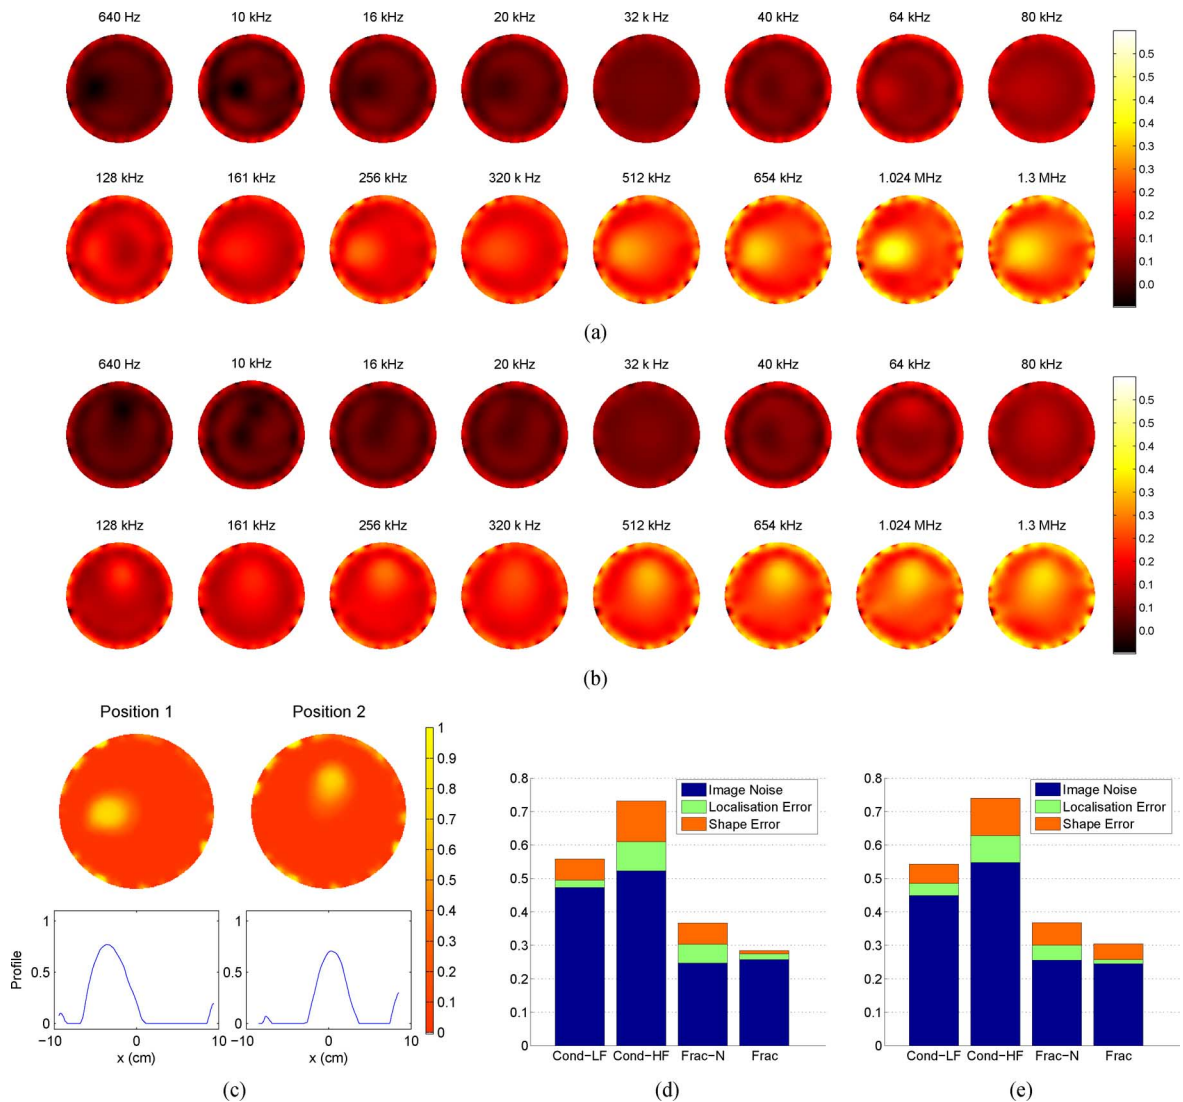 640 Hz 10 kHz 16 kHz 20 kHz 32 k Hz 40 kHz 64 kHz 80 kHz
0.5
0.5
0.4
0.4
0.3
0.3
0.2
0.2
0.1
0.1
0.0
128 kHz 161 kHz 256 kHz 320 k Hz 512 kHz 654 kHz 1.024 MHz 1.3 MHz
(a)
640 Hz 10 kHz 16 kHz 20 kHz 32 k Hz 40 kHz 64 kHz 80 kHz
0.5
0.5
0.4
0.4
0.3
0.3
0.2
0.2
0.1
0.1
0.0
128 kHz 161 kHz 256 kHz 320 k Hz 512 kHz 654 kHz 1.024 MHz 1.3 MHz
(b)
Position 1 Position 2
1
0.9
0.8
0.7
0.6
0.5
0.4
0.3
0.2
0.1
0
Profile
1
0.5
0
−10 0 10
x (cm)
1
0.5
0
−10 0 10
x (cm)
(c)
0.8
0.7
0.6
0.5
0.4
0.3
0.2
0.1
0
Image Noise
Localisation Error
Shape Error
Cond−LF Cond−HF Frac−N Frac
(d)
0.8
0.7
0.6
0.5
0.4
0.3
0.2
0.1
0
Image Noise
Localisation Error
Shape Error
Cond−LF Cond−HF Frac−N Frac
(e)